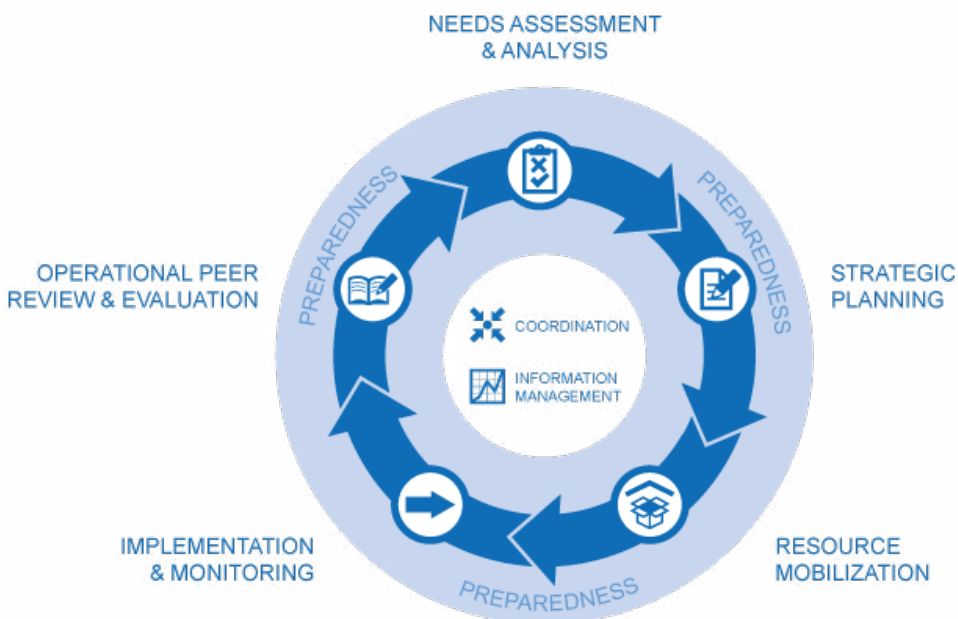 NEEDS ASSESSMENT
& ANALYSIS
PREPAREDNESS
PREPAREDNESS
OPERATIONAL PEER
REVIEW & EVALUATION
STRATEGIC
PLANNING
COORDINATION
INFORMATION
MANAGEMENT
IMPLEMENTATION
& MONITORING
RESOURCE
MOBILIZATION
PREPAREDNESS